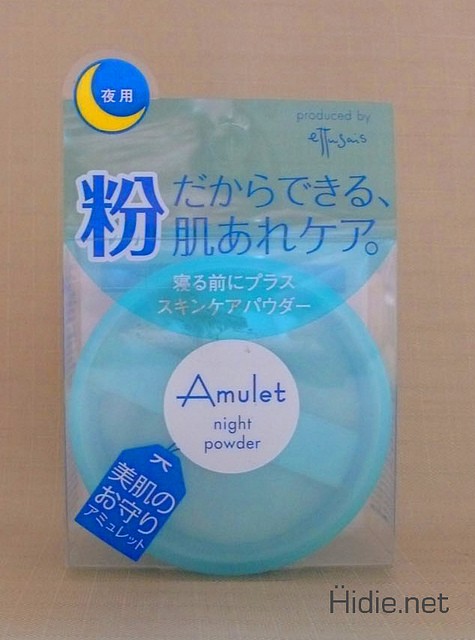 夜用
produced by
ettusais
粉
だからできる、
肌あれケア。
寝る前にプラス
スキンケアパウダー
Amulet
night
powder
美肌の
お守り
アミュレット
Hidie.net